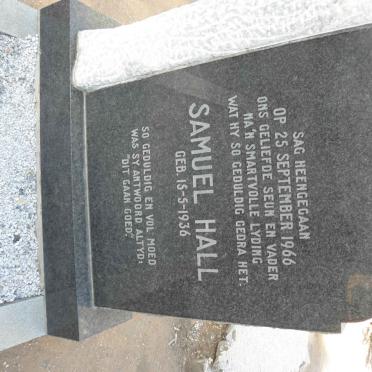 SAG HEENGEGAAN
OP 25 SEPTEMBER 1966
ONS GELIEFDE SEUN EN VADER
NA'N SMARTVOLLE LYDING
WAT HY SO GEDULDIG GEDRA HET.
SAMUEL HALL
GEB. 15-5-1936
SO GEDULDIG EN VOL MOED
WAS SY ANTWOORD ALTYD:
"DIT GAAN GOED".